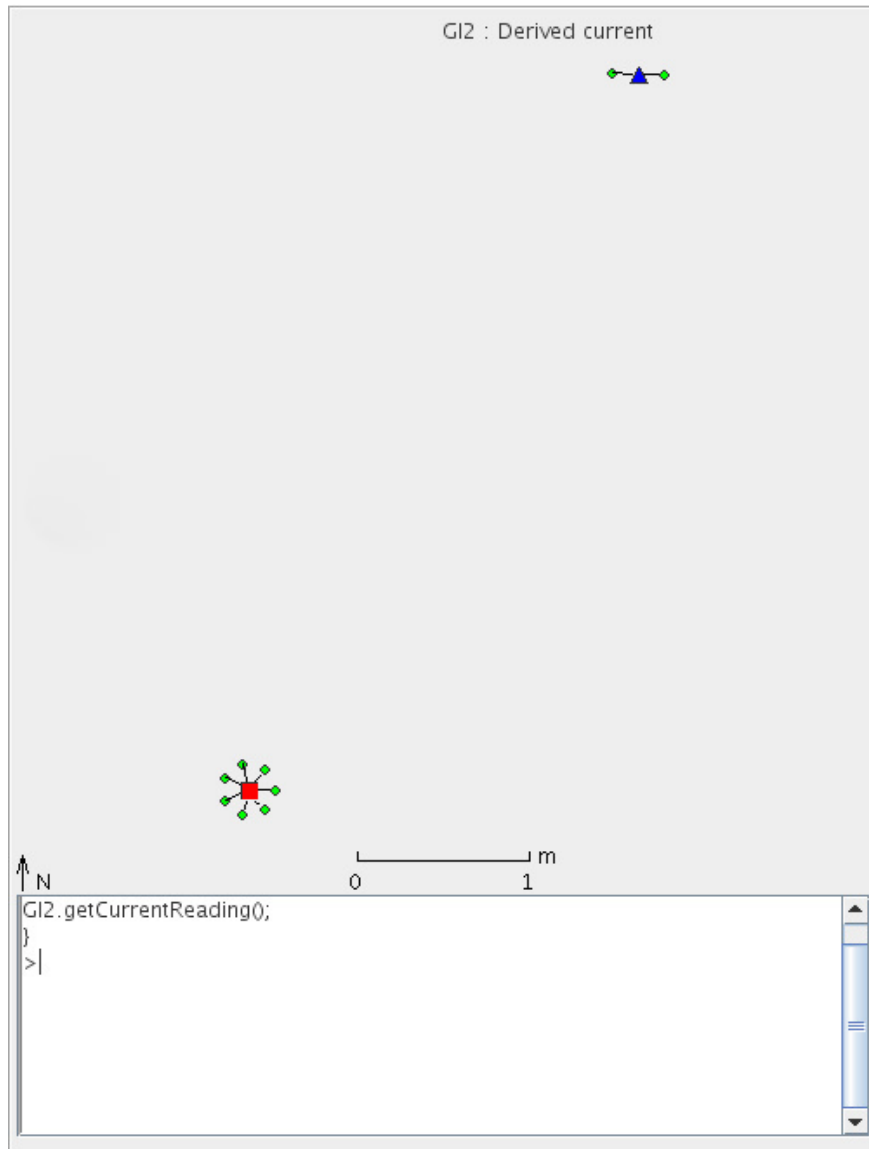 GI2 : Derived current
m
N 0 1
GI2.getCurrentReading();
}
>